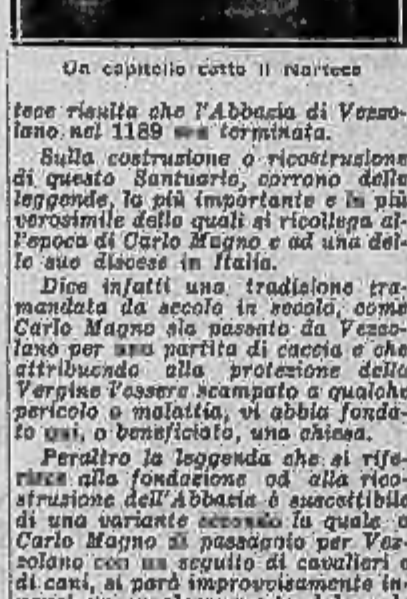 Un capitello sotto il Nartece
tece risulta che l'Abbazia di Vezzo-
lano nel 1189 era terminata.
Sulla costruzione o ricostruzione
di questo Santuario, corrono delle
leggende, la più importante e la più
verosimile delle quali si ricollega al-
l'epoca di Carlo Magno e ad una del-
le sue discese in Italia.
Dice infatti una tradizione tra-
mandata da secolo in secolo, come
Carlo Magno sia passato da Vezzo-
lano per una partita di caccia e che
attribuendo alla protezione della
Vergine l'essere scampato a qualche
pericolo o malattia, vi abbia fonda-
to qui, o beneficiato, una chiesa.
Peraltro la leggenda che si rife-
risce alla fondazione od alla rico-
struzione dell'Abbazia è suscettibile
di una variante secondo la quale a
Carlo Magno di passaggio per Vez-
zolano con un seguito di cavalieri e
di cani, si parò improvvisamente in-